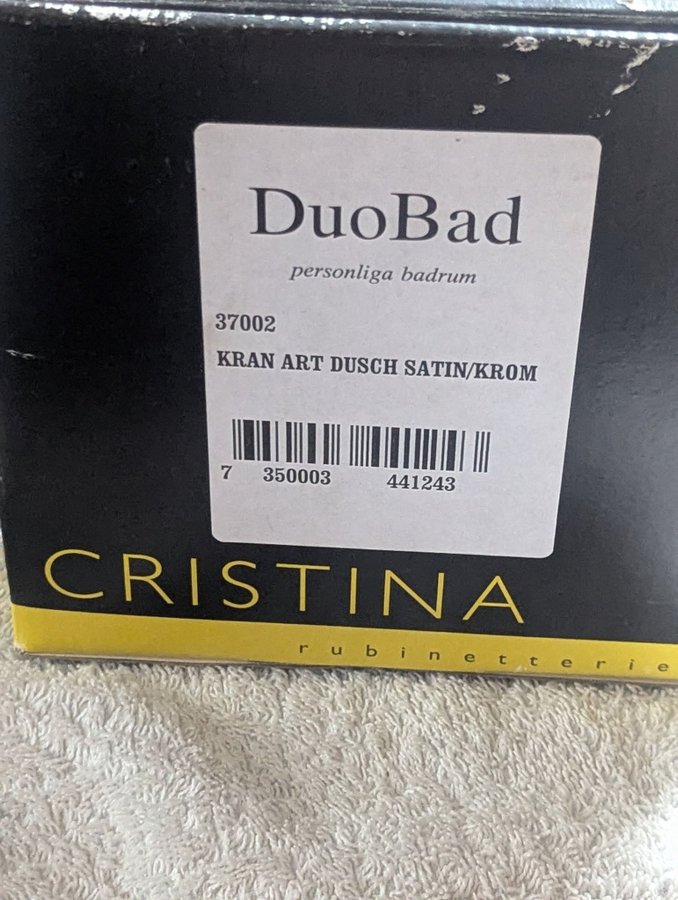 DuoBad
personliga badrum
37002
KRAN ART DUSCH SATIN/KROM
7 350003 441243
CRISTINA
rubinetterie